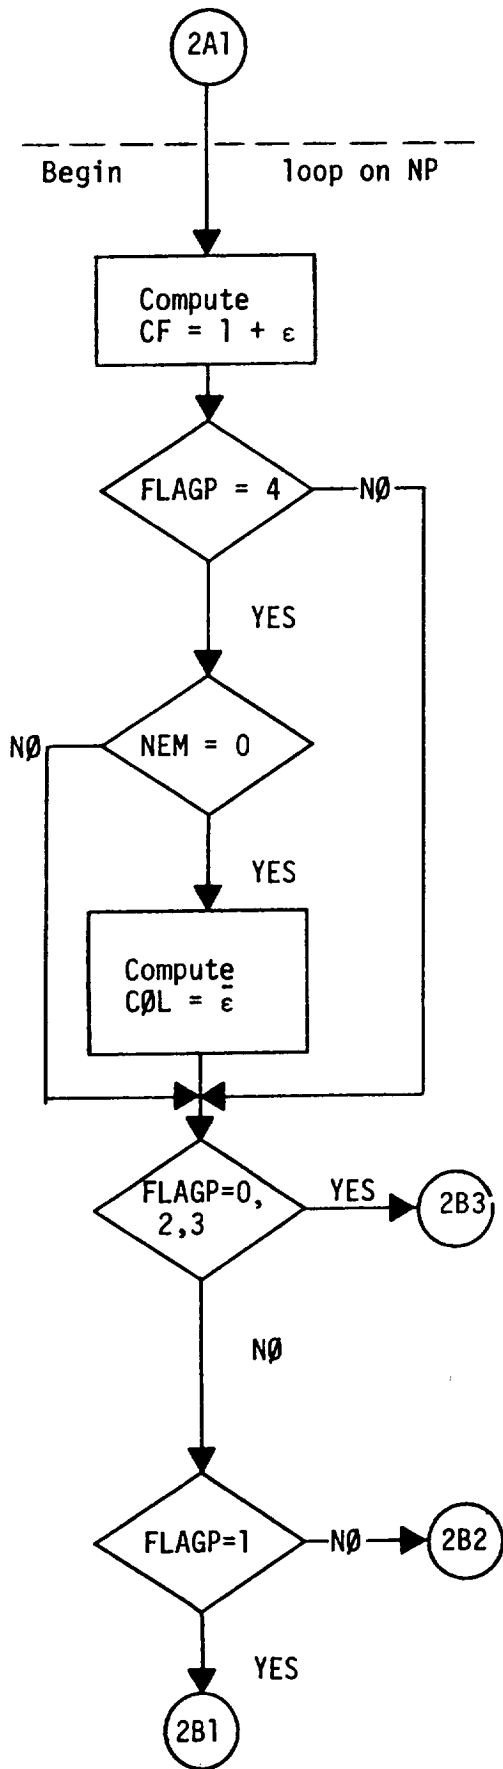 2A1
Begin loop on NP
Compute
CF = 1 + ε
FLAGP = 4
NØ
YES
NØ
NEM = 0
YES
Compute
CØL = ε̄
FLAGP=0,
2,3
YES
2B3
NØ
FLAGP=1
NØ
2B2
YES
2B1